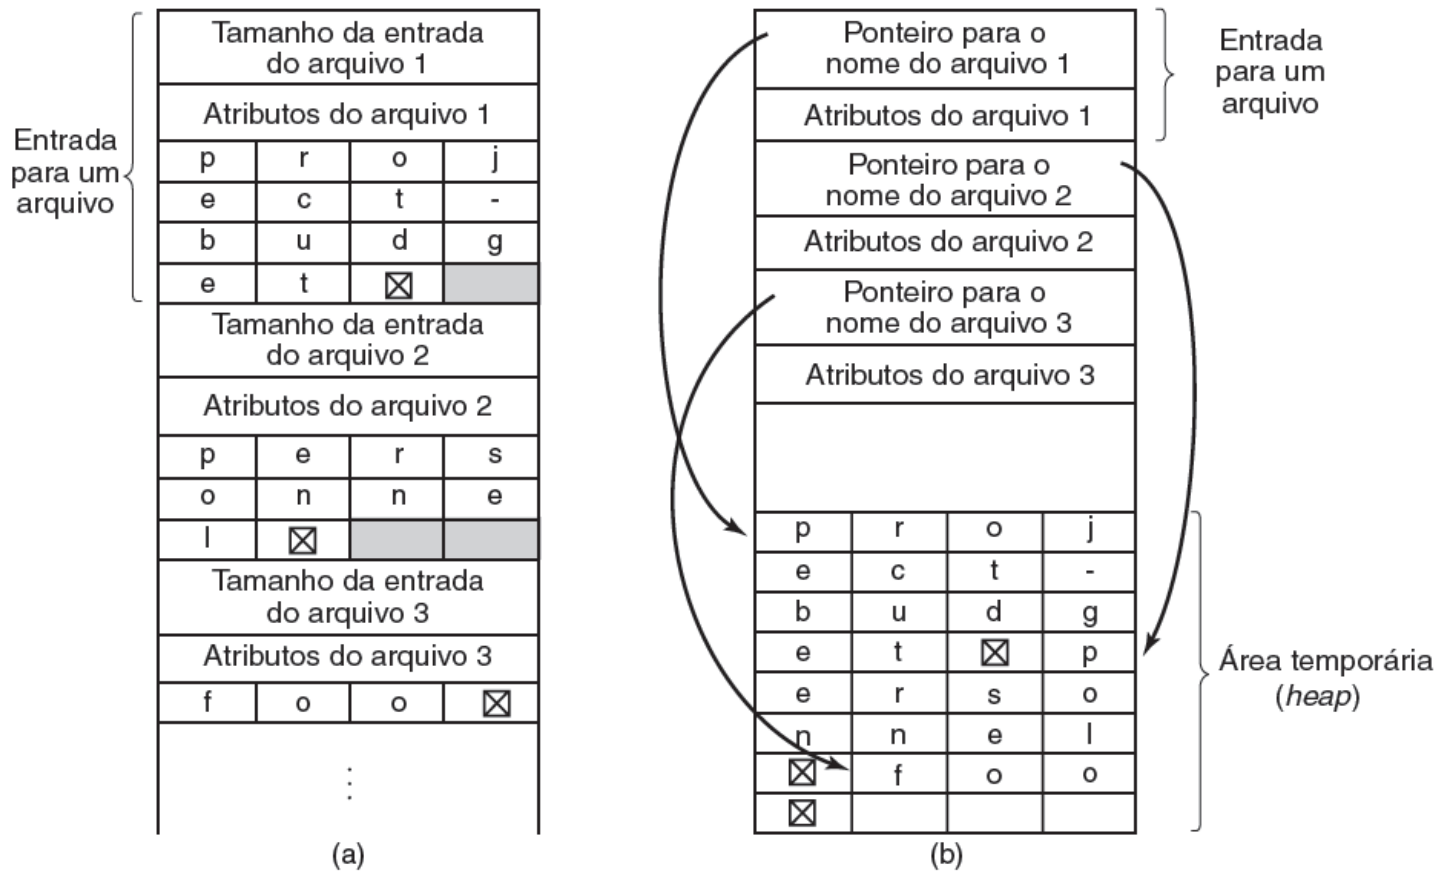 Entrada
para um
arquivo
Tamanho da entrada
do arquivo 1
Atributos do arquivo 1
p r o j
e c t -
b u d g
e t ☒
Tamanho da entrada
do arquivo 2
Atributos do arquivo 2
p e r s
o n n e
l ☒
Tamanho da entrada
do arquivo 3
Atributos do arquivo 3
f o o ☒
⋮
(a)
Ponteiro para o
nome do arquivo 1
Atributos do arquivo 1
Ponteiro para o
nome do arquivo 2
Atributos do arquivo 2
Ponteiro para o
nome do arquivo 3
Atributos do arquivo 3
p r o j
e c t -
b u d g
e t ☒ p
e r s o
n n e l
☒ f o o
☒
(b)
Entrada
para um
arquivo
Área temporária
(heap)